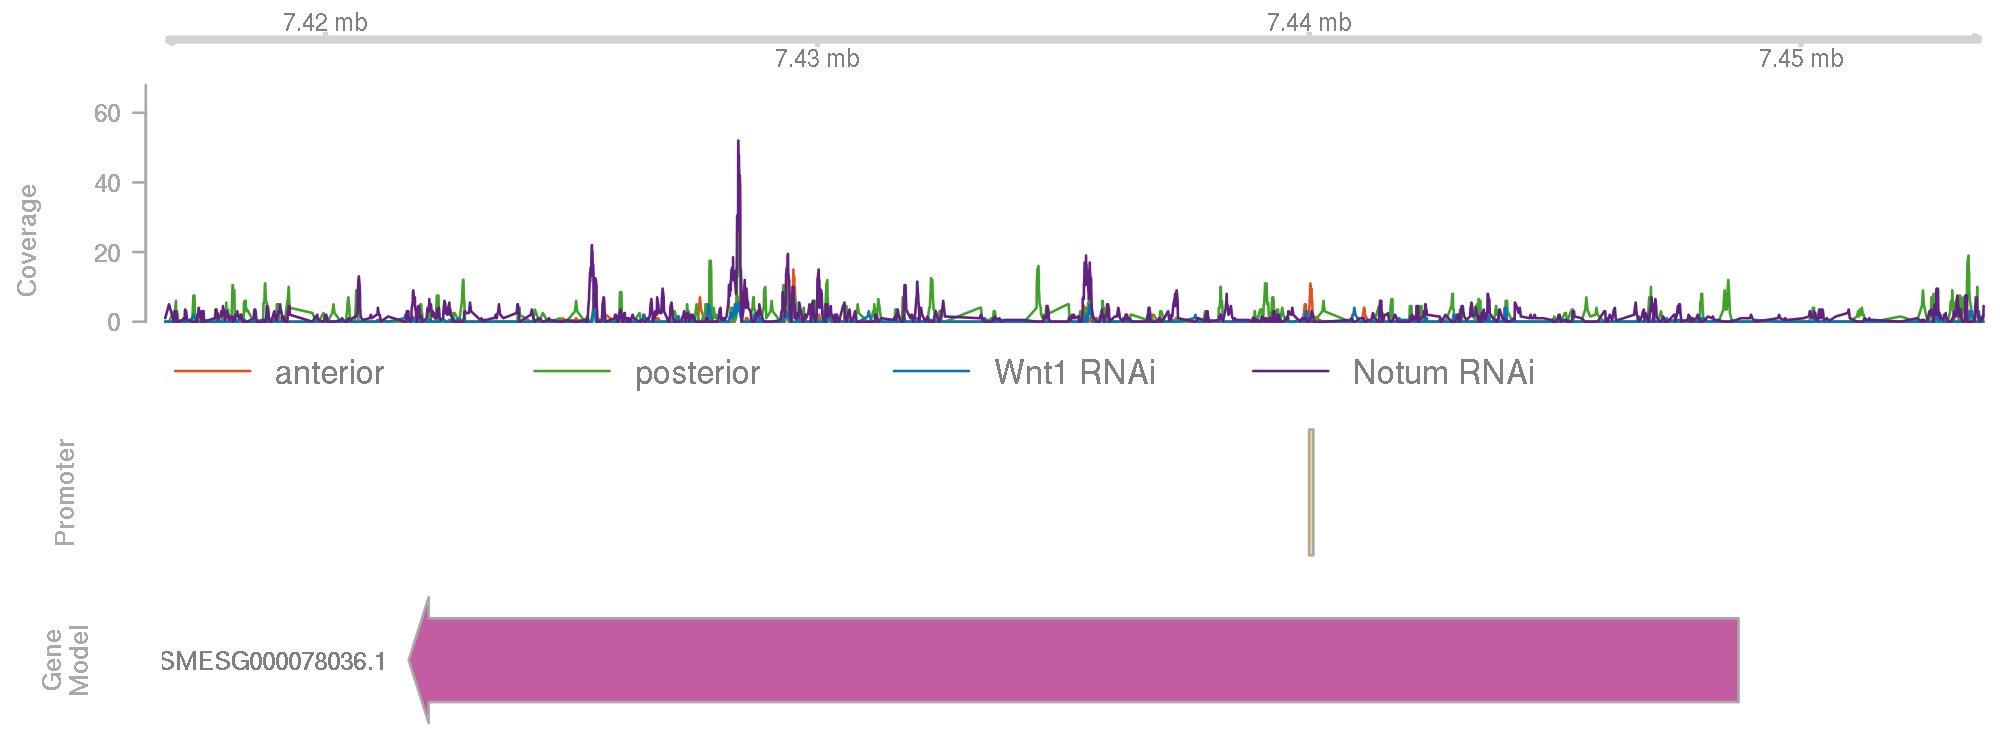 7.42 mb
7.44 mb
7.43 mb
7.45 mb
Coverage
60
40
20
0
anterior
posterior
Wnt1 RNAi
Notum RNAi
Promoter
Gene
Model
SMESG000078036.1